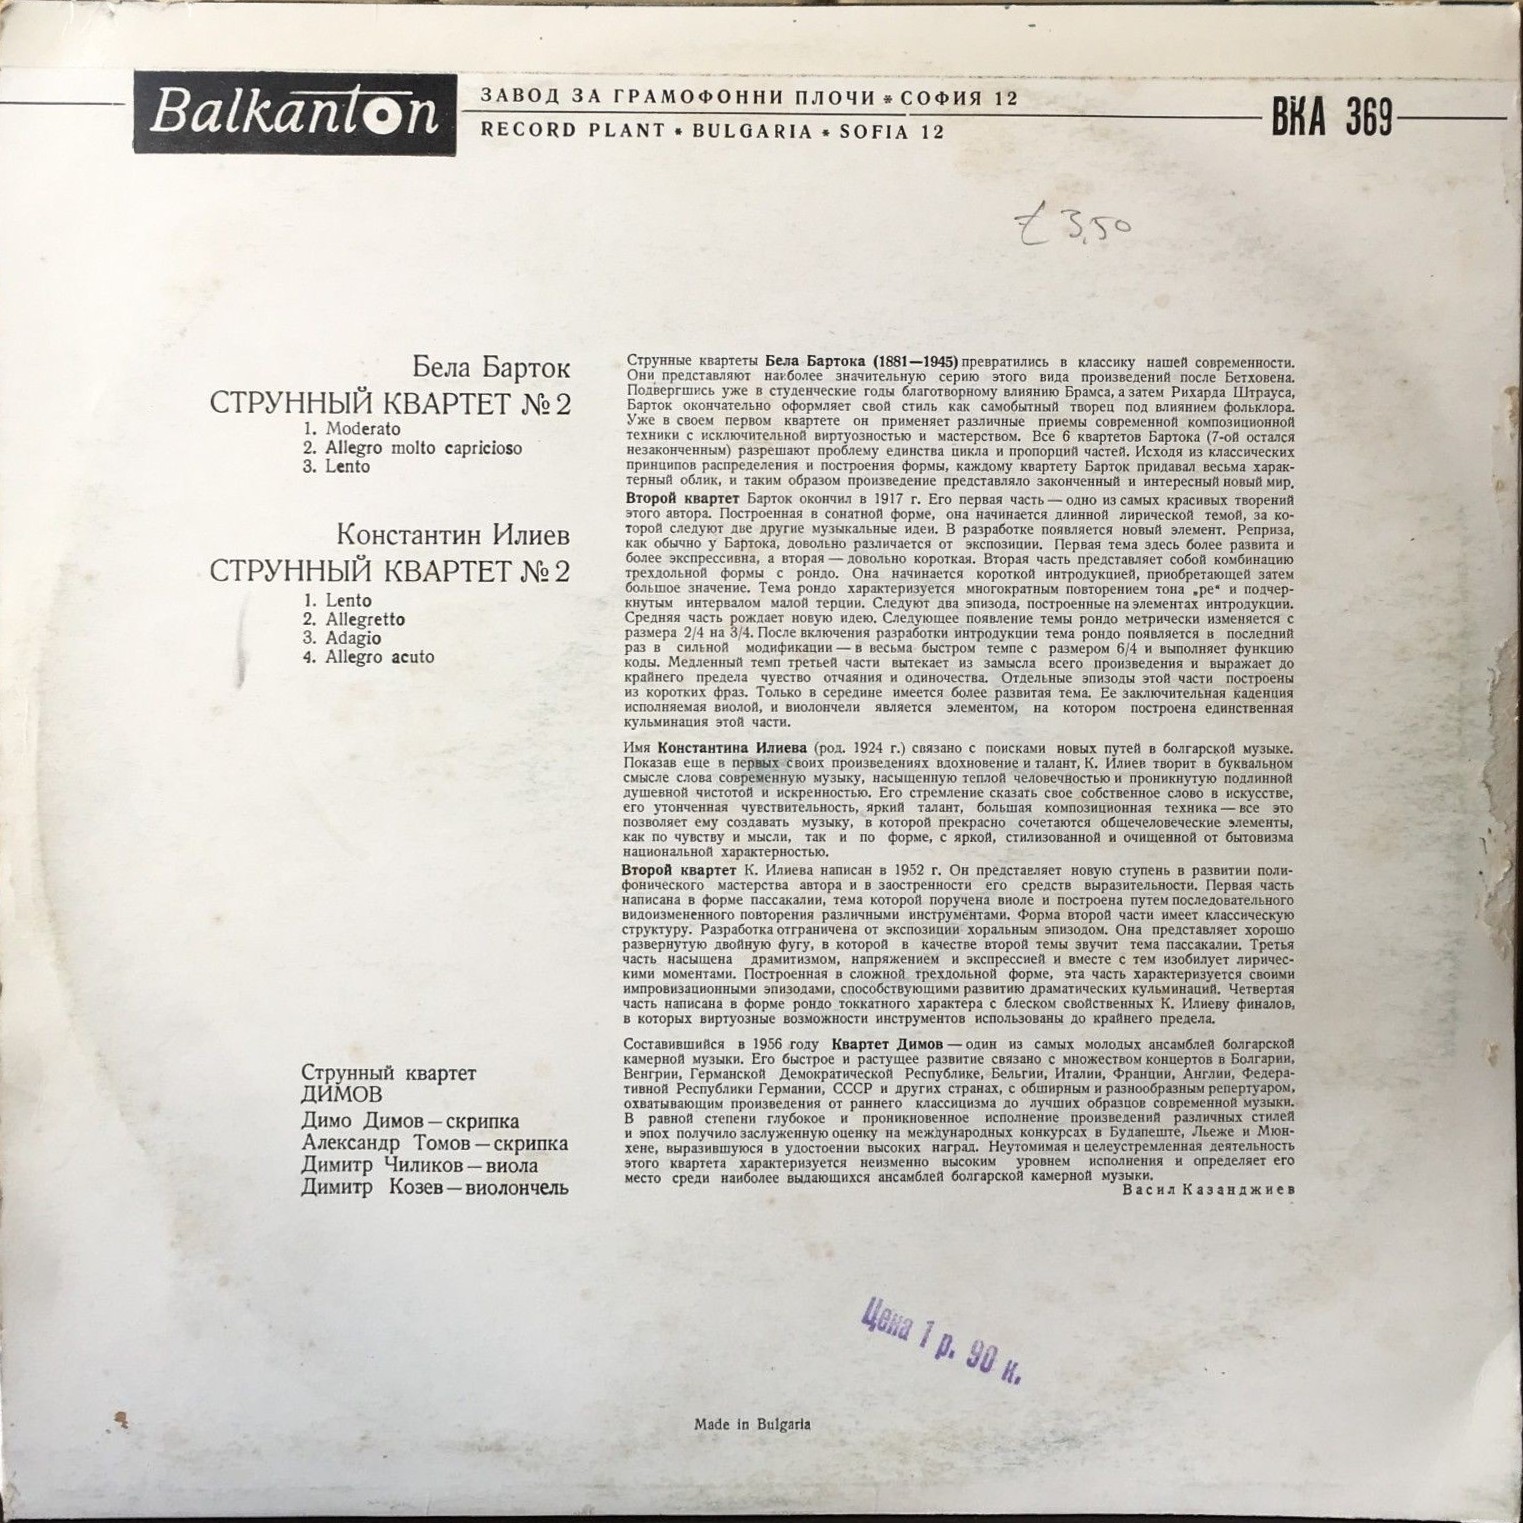 Balkanton
ЗАВОД ЗА ГРАМОФОННИ ПЛОЧИ * СОФИЯ 12
RECORD PLANT * BULGARIA * SOFIA 12
ВКА 369
£ 3,50
Бела Барток
СТРУННЫЙ КВАРТЕТ № 2
1. Moderato
2. Allegro molto capricioso
3. Lento
Константин Илиев
СТРУННЫЙ КВАРТЕТ № 2
1. Lento
2. Allegretto
3. Adagio
4. Allegro acuto
Струнный квартет
ДИМОВ
Димо Димов — скрипка
Александр Томов — скрипка
Димитр Чиликов — виола
Димитр Козев — виолончель
Струнные квартеты Бела Бартока (1881—1945) превратились в классику нашей современности.
Они представляют наиболее значительную серию этого вида произведений после Бетховена.
Подвергшись уже в студенческие годы благотворному влиянию Брамса, а затем Рихарда Штрауса,
Барток окончательно оформляет свой стиль как самобытный творец под влиянием фольклора.
Уже в своем первом квартете он применяет различные приемы современной композиционной
техники с исключительной виртуозностью и мастерством. Все 6 квартетов Бартока (7-ой остался
незаконченным) разрешают проблему единства цикла и пропорций частей. Исходя из классических
принципов распределения и построения формы, каждому квартету Барток придавал весьма харак-
терный облик, и таким образом произведение представляло законченный и интересный новый мир.
Второй квартет Барток окончил в 1917 г. Его первая часть — одно из самых красивых творений
этого автора. Построенная в сонатной форме, она начинается длинной лирической темой, за ко-
торой следуют две другие музыкальные идеи. В разработке появляется новый элемент. Реприза,
как обычно у Бартока, довольно различается от экспозиции. Первая тема здесь более развита и
более экспрессивна, а вторая — довольно короткая. Вторая часть представляет собой комбинацию
трехдольной формы с рондо. Она начинается короткой интродукцией, приобретающей затем
большое значение. Тема рондо характеризуется многократным повторением тона „ре“ и подчер-
кнутым интервалом малой терции. Следуют два эпизода, построенные на элементах интродукции.
Средняя часть рождает новую идею. Следующее появление темы рондо метрически изменяется с
размера 2/4 на 3/4. После включения разработки интродукции тема рондо появляется в последний
раз в сильной модификации — в весьма быстром темпе с размером 6/4 и выполняет функцию
коды. Медленный темп третьей части вытекает из замысла всего произведения и выражает до
крайнего предела чувство отчаяния и одиночества. Отдельные эпизоды этой части построены
из коротких фраз. Только в середине имеется более развитая тема. Ее заключительная каденция
исполняемая виолой, и виолончели является элементом, на котором построена единственная
кульминация этой части.
Имя Константина Илиева (род. 1924 г.) связано с поисками новых путей в болгарской музыке.
Показав еще в первых своих произведениях вдохновение и талант, К. Илиев творит в буквальном
смысле слова современную музыку, насыщенную теплой человечностью и проникнутую подлинной
душевной чистотой и искренностью. Его стремление сказать свое собственное слово в искусстве,
его утонченная чувствительность, яркий талант, большая композиционная техника — все это
позволяет ему создавать музыку, в которой прекрасно сочетаются общечеловеческие элементы,
как по чувству и мысли, так и по форме, с яркой, стилизованной и очищенной от бытовизма
национальной характерностью.
Второй квартет К. Илиева написан в 1952 г. Он представляет новую ступень в развитии поли-
фонического мастерства автора и в заостренности его средств выразительности. Первая часть
написана в форме пассакалии, тема которой поручена виоле и построена путем последовательного
видоизмененного повторения различными инструментами. Форма второй части имеет классическую
структуру. Разработка отграничена от экспозиции хоральным эпизодом. Она представляет хорошо
развернутую двойную фугу, в которой в качестве второй темы звучит тема пассакалии. Третья
часть насыщена драмитизмом, напряжением и экспрессией и вместе с тем изобилует лиричес-
кими моментами. Построенная в сложной трехдольной форме, эта часть характеризуется своими
импровизационными эпизодами, способствующими развитию драматических кульминаций. Четвертая
часть написана в форме рондо токкатного характера с блеском свойственных К. Илиеву финалов,
в которых виртуозные возможности инструментов использованы до крайнего предела.
Составившийся в 1956 году Квартет Димов — один из самых молодых ансамблей болгарской
камерной музыки. Его быстрое и растущее развитие связано с множеством концертов в Болгарии,
Венгрии, Германской Демократической Республике, Бельгии, Италии, Франции, Англии, Федера-
тивной Республики Германии, СССР и других странах, с обширным и разнообразным репертуаром,
охватывающим произведения от раннего классицизма до лучших образцов современной музыки.
В равной степени глубокое и проникновенное исполнение произведений различных стилей
и эпох получило заслуженную оценку на международных конкурсах в Будапеште, Льеже и Мюн-
хене, выразившуюся в удостоении высоких наград. Неутомимая и целеустремленная деятельность
этого квартета характеризуется неизменно высоким уровнем исполнения и определяет его
место среди наиболее выдающихся ансамблей болгарской камерной музыки.
Васил Казанджиев
Цена 1 р. 90 к.
Made in Bulgaria